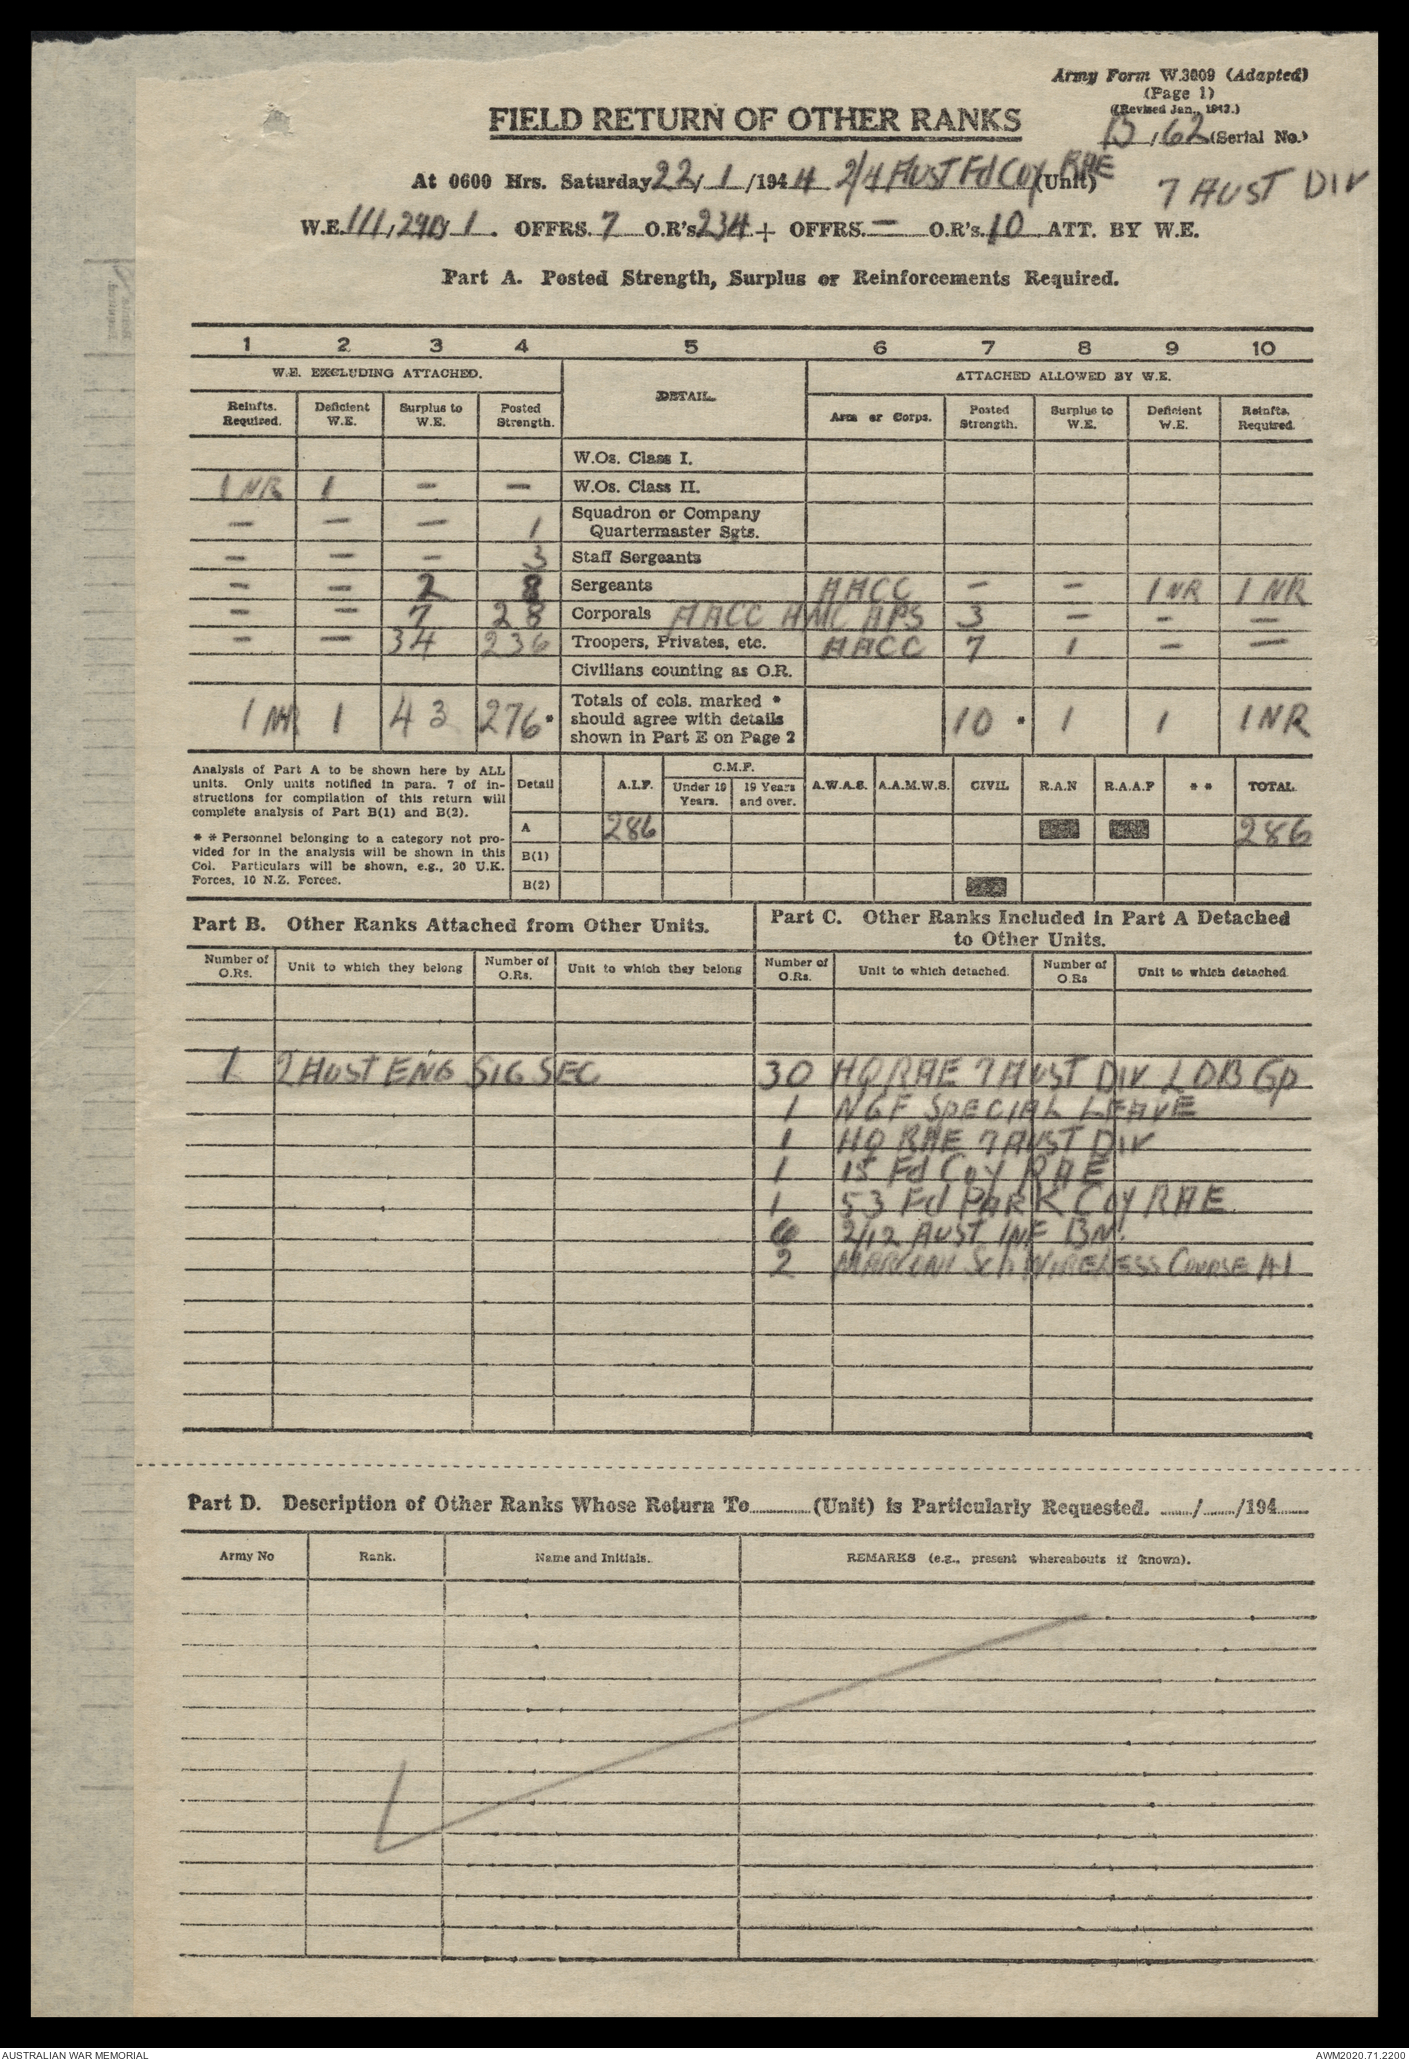 Army Form W.3009 (Adapted)
(Page 1)
(Revised Jan., 1943.)
FIELD RETURN OF OTHER RANKS
B/62 (Serial No.)
At 0600 Hrs. Saturday 22/1/1944 2/4 Aust Fd Coy RAE (Unit)
7 AUST DIV
W.E. 111, 1. OFFRS. 7 O.R's 234 + OFFRS. — O.R's. 10 ATT. BY W.E.
Part A. Posted Strength, Surplus or Reinforcements Required.
1 2 3 4 5 6 7 8 9 10
W.E. EXCLUDING ATTACHED. DETAIL. ATTACHED ALLOWED BY W.E.
Reinfts. Required. Deficient W.E. Surplus to W.E. Posted Strength. Arm or Corps. Posted Strength. Surplus to W.E. Deficient W.E. Reinfts. Required.
W.Os. Class I.
1 NR 1 — — W.Os. Class II.
— — — 1 Squadron or Company Quartermaster Sgts.
— — — 3 Staff Sergeants
— — 2 8 Sergeants AACC — — 1 NR 1 NR
— — 7 28 Corporals AACC AMC APS 3 — — —
— — 34 236 Troopers, Privates, etc. AACC 7 1 — —
Civilians counting as O.R.
1 NR 1 43 276* Totals of cols. marked * should agree with details shown in Part E on Page 2 10 * 1 1 1 NR
Analysis of Part A to be shown here by ALL
units. Only units notified in para. 7 of in-
structions for compilation of this return will
complete analysis of Part B(1) and B(2).
* * Personnel belonging to a category not pro-
vided for in the analysis will be shown in this
Col. Particulars will be shown, e.g., 20 U.K.
Forces, 10 N.Z. Forces.
Detail A.I.F. C.M.F. Under 19 Years. 19 Years and over. A.W.A.S. A.A.M.W.S. CIVIL R.A.N R.A.A.F * * TOTAL.
A 286 286
B(1)
B(2)
Part B. Other Ranks Attached from Other Units.
Part C. Other Ranks Included in Part A Detached
to Other Units.
Number of O.Rs. Unit to which they belong Number of O.Rs. Unit to which they belong Number of O.Rs. Unit to which detached. Number of O.Rs Unit to which detached.
1 2 AUST ENG SIG SEC 30 HQ RAE 7 AUST DIV LOB Gp
1 NGF SPECIAL LEAVE
1 HQ RAE 7 AUST DIV
1 15 Fd Coy RAE
1 53 Fd PARK Coy RAE
6 2/12 AUST INF BN
2 MARCONI Sch WIRELESS COURSE A1
Part D. Description of Other Ranks Whose Return To (Unit) is Particularly Requested. / /194
Army No Rank. Name and Initials. REMARKS (e.g., present whereabouts if known).
AUSTRALIAN WAR MEMORIAL
AWM2020.71.2200